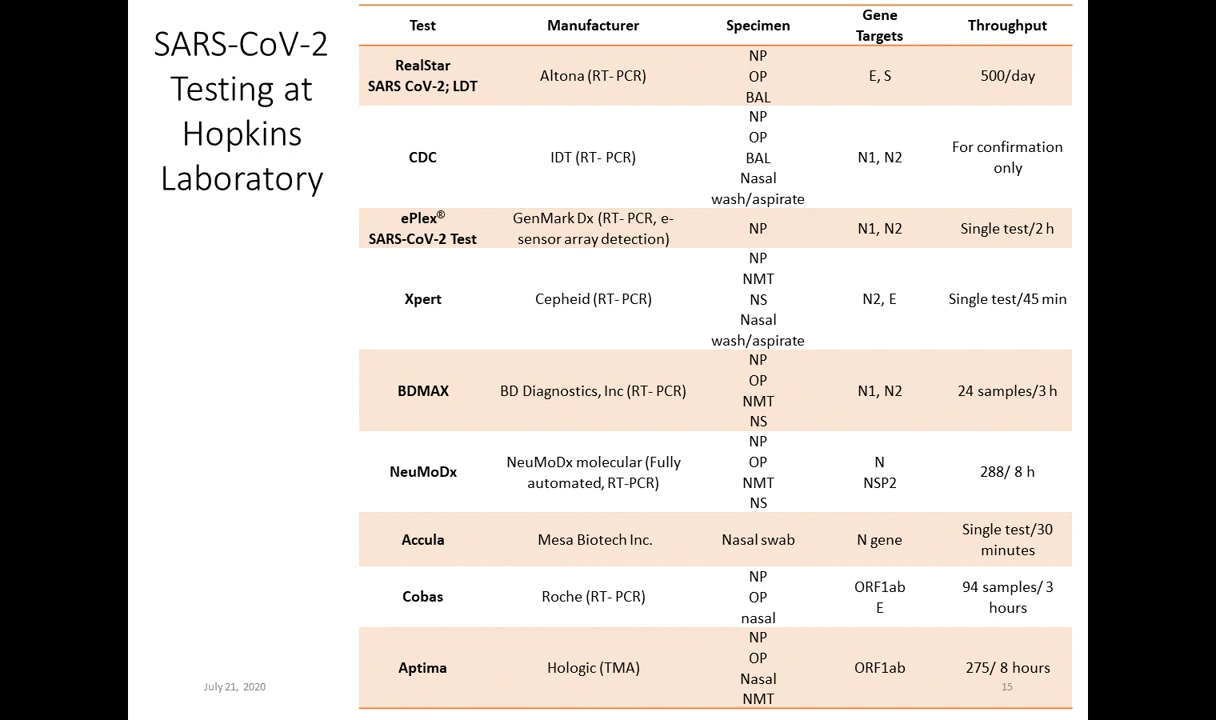 SARS-CoV-2
Testing at
Hopkins
Laboratory
Test Manufacturer Specimen Gene Targets Throughput
RealStar
SARS CoV-2; LDT
Altona (RT- PCR)
NP
OP
BAL
E, S
500/day
CDC
IDT (RT- PCR)
NP
OP
BAL
Nasal
wash/aspirate
N1, N2
For confirmation
only
ePlex®
SARS-CoV-2 Test
GenMark Dx (RT- PCR, e-
sensor array detection)
NP
N1, N2
Single test/2 h
Xpert
Cepheid (RT- PCR)
NP
NMT
NS
Nasal
wash/aspirate
N2, E
Single test/45 min
BDMAX
BD Diagnostics, Inc (RT- PCR)
NP
OP
NMT
NS
N1, N2
24 samples/3 h
NeuMoDx
NeuMoDx molecular (Fully
automated, RT-PCR)
NP
OP
NMT
NS
N
NSP2
288/ 8 h
Accula
Mesa Biotech Inc.
Nasal swab
N gene
Single test/30
minutes
Cobas
Roche (RT- PCR)
NP
OP
nasal
ORF1ab
E
94 samples/ 3
hours
Aptima
Hologic (TMA)
NP
OP
Nasal
NMT
ORF1ab
275/ 8 hours
July 21, 2020
15